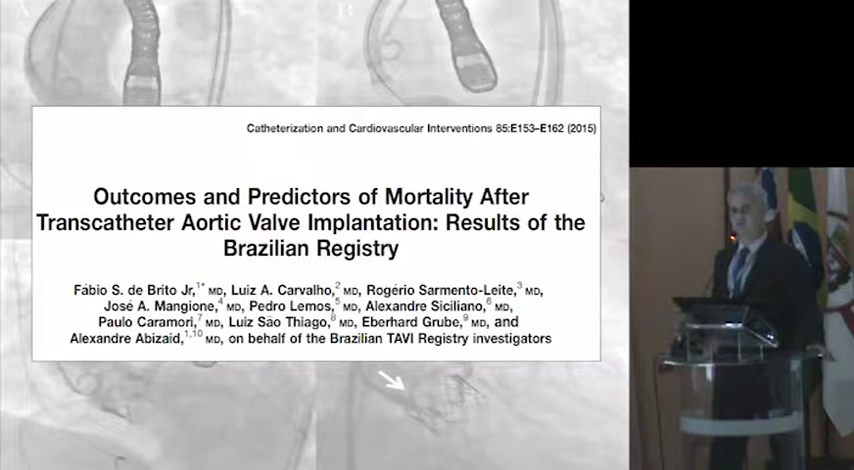 A
B
Catheterization and Cardiovascular Interventions 85:E153–E162 (2015)
Outcomes and Predictors of Mortality After
Transcatheter Aortic Valve Implantation: Results of the
Brazilian Registry
Fábio S. de Brito Jr,1* MD, Luiz A. Carvalho,2 MD, Rogério Sarmento-Leite,3 MD,
José A. Mangione,4 MD, Pedro Lemos,5 MD, Alexandre Siciliano,6 MD,
Paulo Caramori,7 MD, Luiz São Thiago,8 MD, Eberhard Grube,9 MD, and
Alexandre Abizaid,1,10 MD, on behalf of the Brazilian TAVI Registry investigators